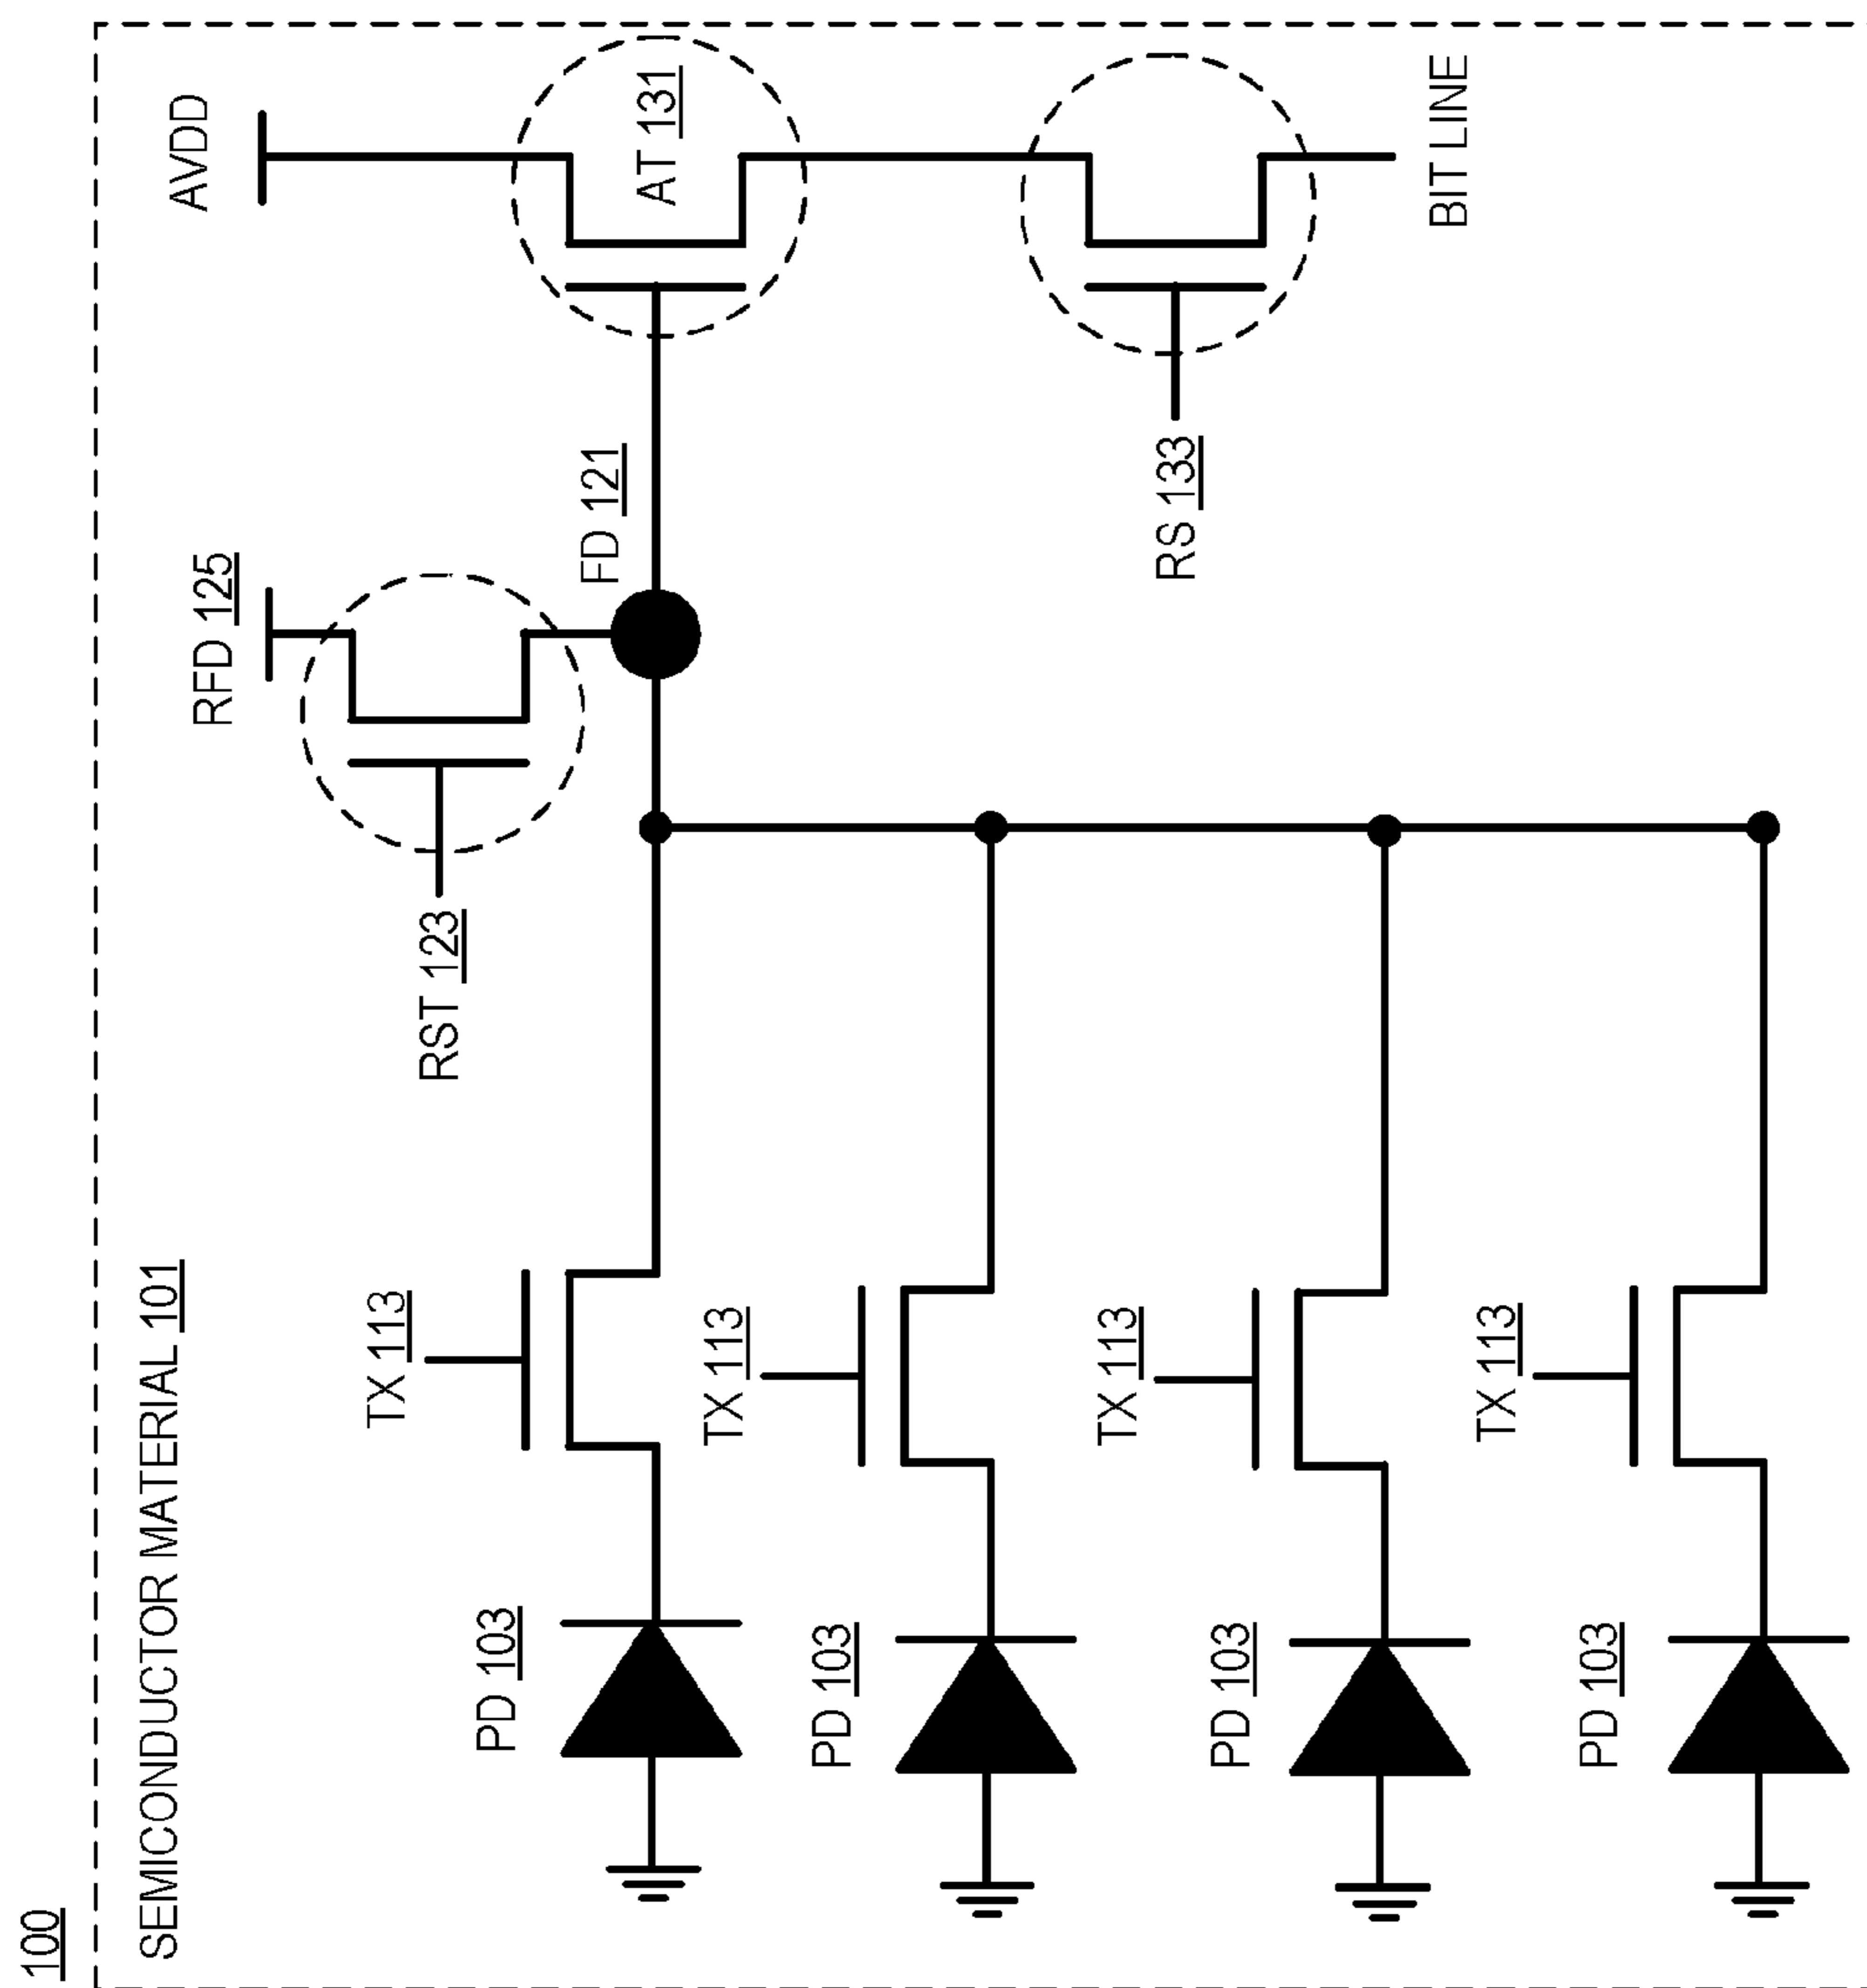 100
SEMICONDUCTOR MATERIAL 101
AVDD
RFD 125
RST 123
FD 121
AT 131
RS 133
BIT LINE
TX 113
TX 113
TX 113
TX 113
PD 103
PD 103
PD 103
PD 103